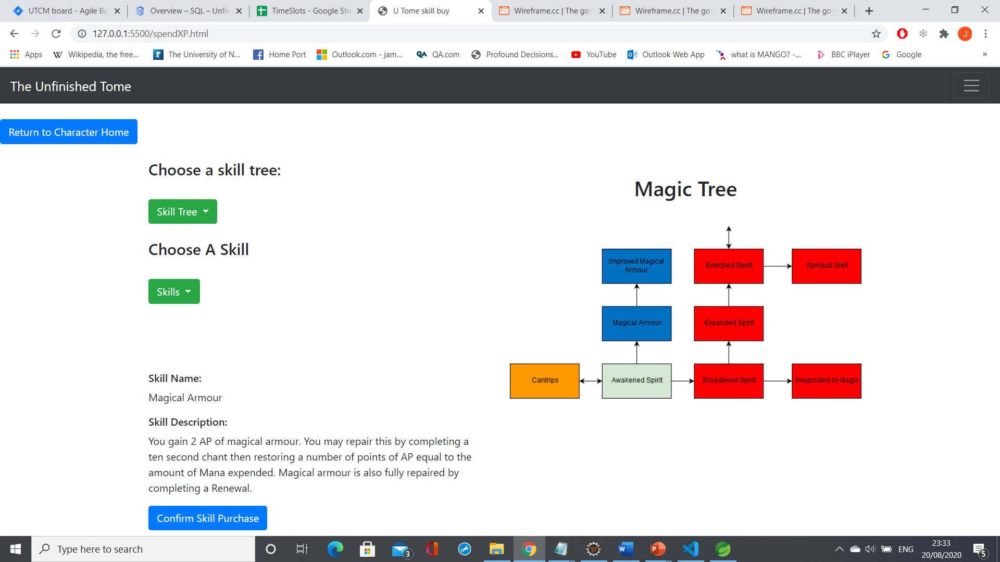 UTCM board - Agile Bo
Overview – SQL – Unfin
TimeSlots - Google She
U Tome skill buy
Wireframe.cc | The go-
Wireframe.cc | The go-
Wireframe.cc | The go-
127.0.0.1:5500/spendXP.html
J
Apps
Wikipedia, the free...
The University of N...
Home Port
Outlook.com - jam...
QA.com
Profound Decisions...
YouTube
Outlook Web App
what is MANGO? -...
BBC iPlayer
Google
»
The Unfinished Tome
Return to Character Home
Choose a skill tree:
Skill Tree
Choose A Skill
Skills
Skill Name:
Magical Armour
Skill Description:
You gain 2 AP of magical armour. You may repair this by completing a
ten second chant then restoring a number of points of AP equal to the
amount of Mana expended. Magical armour is also fully repaired by
completing a Renewal.
Confirm Skill Purchase
Magic Tree
Improved Magical
Armour
Enriched Spirit
Spiritual Well
Magical Armour
Expanded Spirit
Cantrips
Awakened Spirit
Broadened Spirit
Invigorated by Magic
Type here to search
3
ENG
23:33
20/08/2020
5